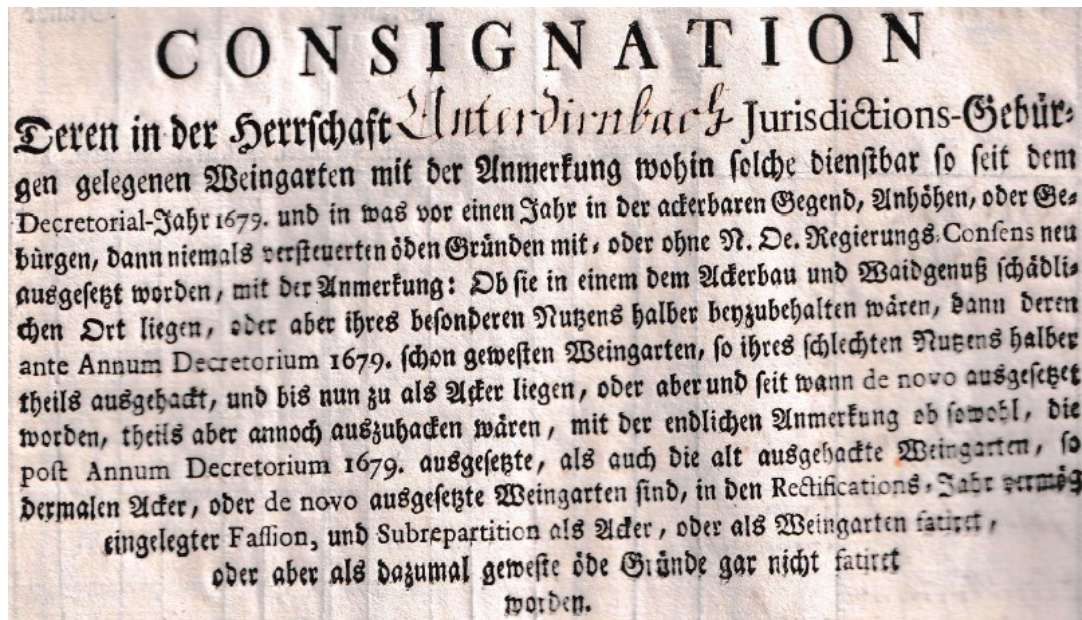 CONSIGNATION
Deren in der Herrschaft Unterdirnbach Jurisdictions-Gebür-
gen gelegenen Weingarten mit der Anmerkung wohin solche dienstbar so seit dem
Decretorial-Jahr 1679. und in was vor einen Jahr in der ackerbaren Gegend, Anhöhen, oder Ge-
bürgen, dann niemals versteuerten öden Gründen mit- oder ohne N. Oe. Regierungs-Consens neu
ausgesetzt worden, mit der Anmerkung: Ob sie in einem dem Ackerbau und Waidgenuß schädli-
chen Ort liegen, oder aber ihres besonderen Nutzens halber beyzubehalten wären, dann deren
ante Annum Decretorium 1679. schon gewesten Weingarten, so ihres schlechten Nutzens halber
theils ausgehackt, und bis nun zu als Acker liegen, oder aber und seit wann de novo ausgesetzet
worden, theils aber annoch auszuhacken wären, mit der endlichen Anmerkung ob sowohl, die
post Annum Decretorium 1679. ausgesetzte, als auch die alt ausgehackte Weingarten, so
dermalen Acker, oder de novo ausgesetzte Weingarten sind, in den Rectifications-Jahr vermög
eingelegter Fassion, und Subrepartition als Acker, oder als Weingarten fatiret,
oder aber als dazumal geweste öde Gründe gar nicht fatiret
worden.